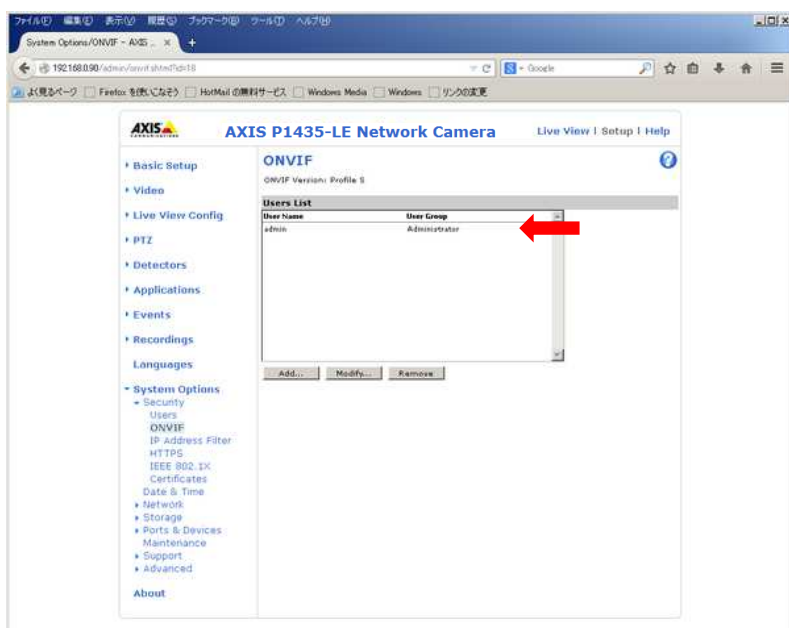 ファイル(F) 編集(E) 表示(V) 履歴(S) ブックマーク(B) ツール(T) ヘルプ(H)
System Options/ONVIF - AXIS ... × +
192.168.0.90/admin/onvif.shtml?id=18
Google
よく見るページ Firefox を使いこなそう HotMail の無料サービス Windows Media Windows リンクの変更
AXIS COMMUNICATIONS
AXIS P1435-LE Network Camera
Live View | Setup | Help
Basic Setup
Video
Live View Config
PTZ
Detectors
Applications
Events
Recordings
Languages
System Options
Security
Users
ONVIF
IP Address Filter
HTTPS
IEEE 802.1X
Certificates
Date & Time
Network
Storage
Ports & Devices
Maintenance
Support
Advanced
About
ONVIF
ONVIF Version: Profile S
Users List
User Name User Group
admin Administrator
Add... Modify... Remove